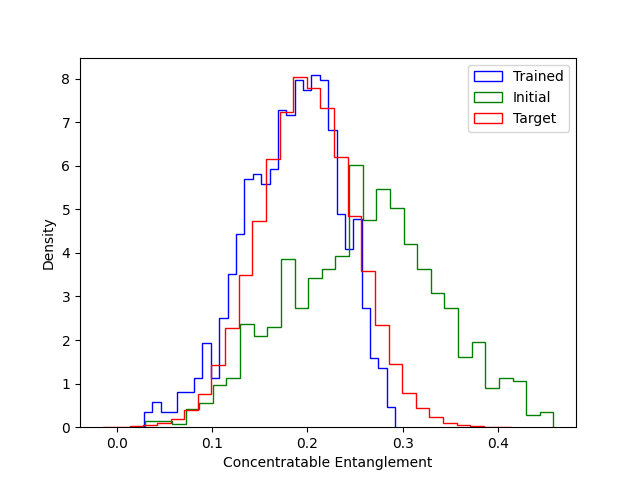 Trained
Initial
Target
8
7
6
5
4
3
2
1
0
Density
0.0 0.1 0.2 0.3 0.4
Concentratable Entanglement